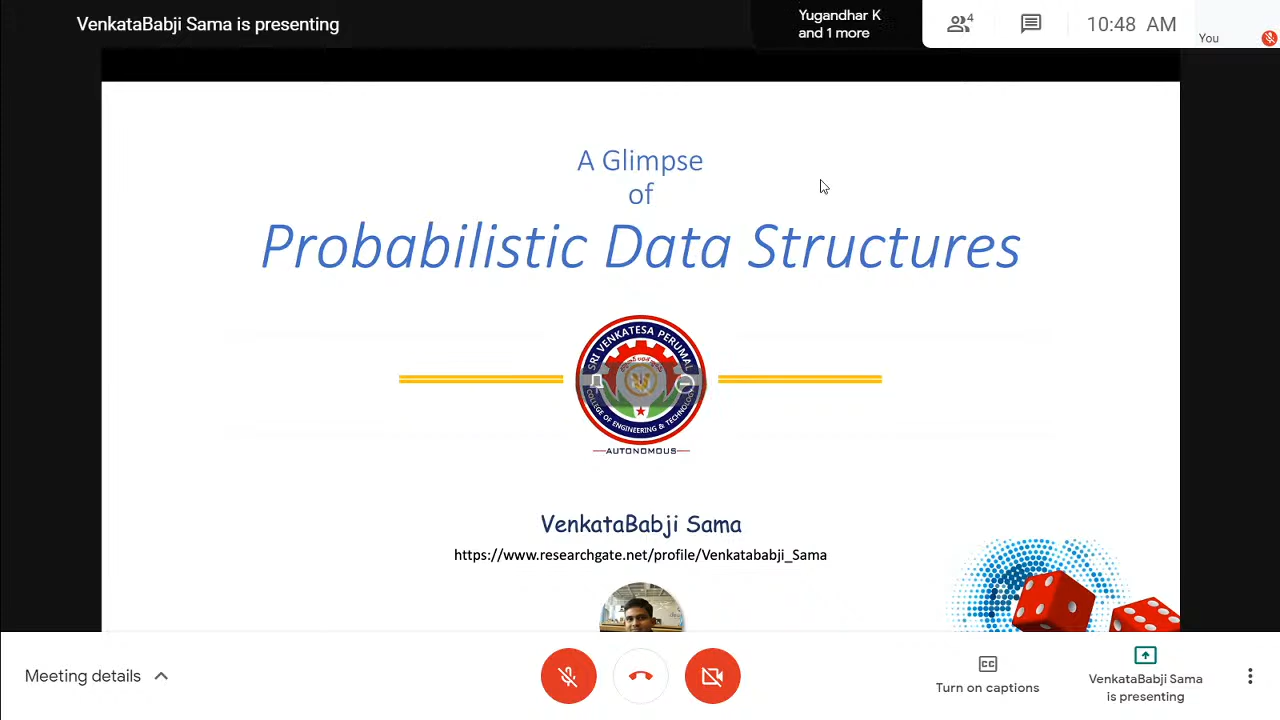 VenkataBabji Sama is presenting
Yugandhar K
and 1 more
4
10:48 AM
You
A Glimpse
of
Probabilistic Data Structures
SRI VENKATESA PERUMAL
COLLEGE OF ENGINEERING & TECHNOLOGY
AUTONOMOUS
VenkataBabji Sama
https://www.researchgate.net/profile/Venkatababji_Sama
Meeting details
CC
Turn on captions
VenkataBabji Sama
is presenting